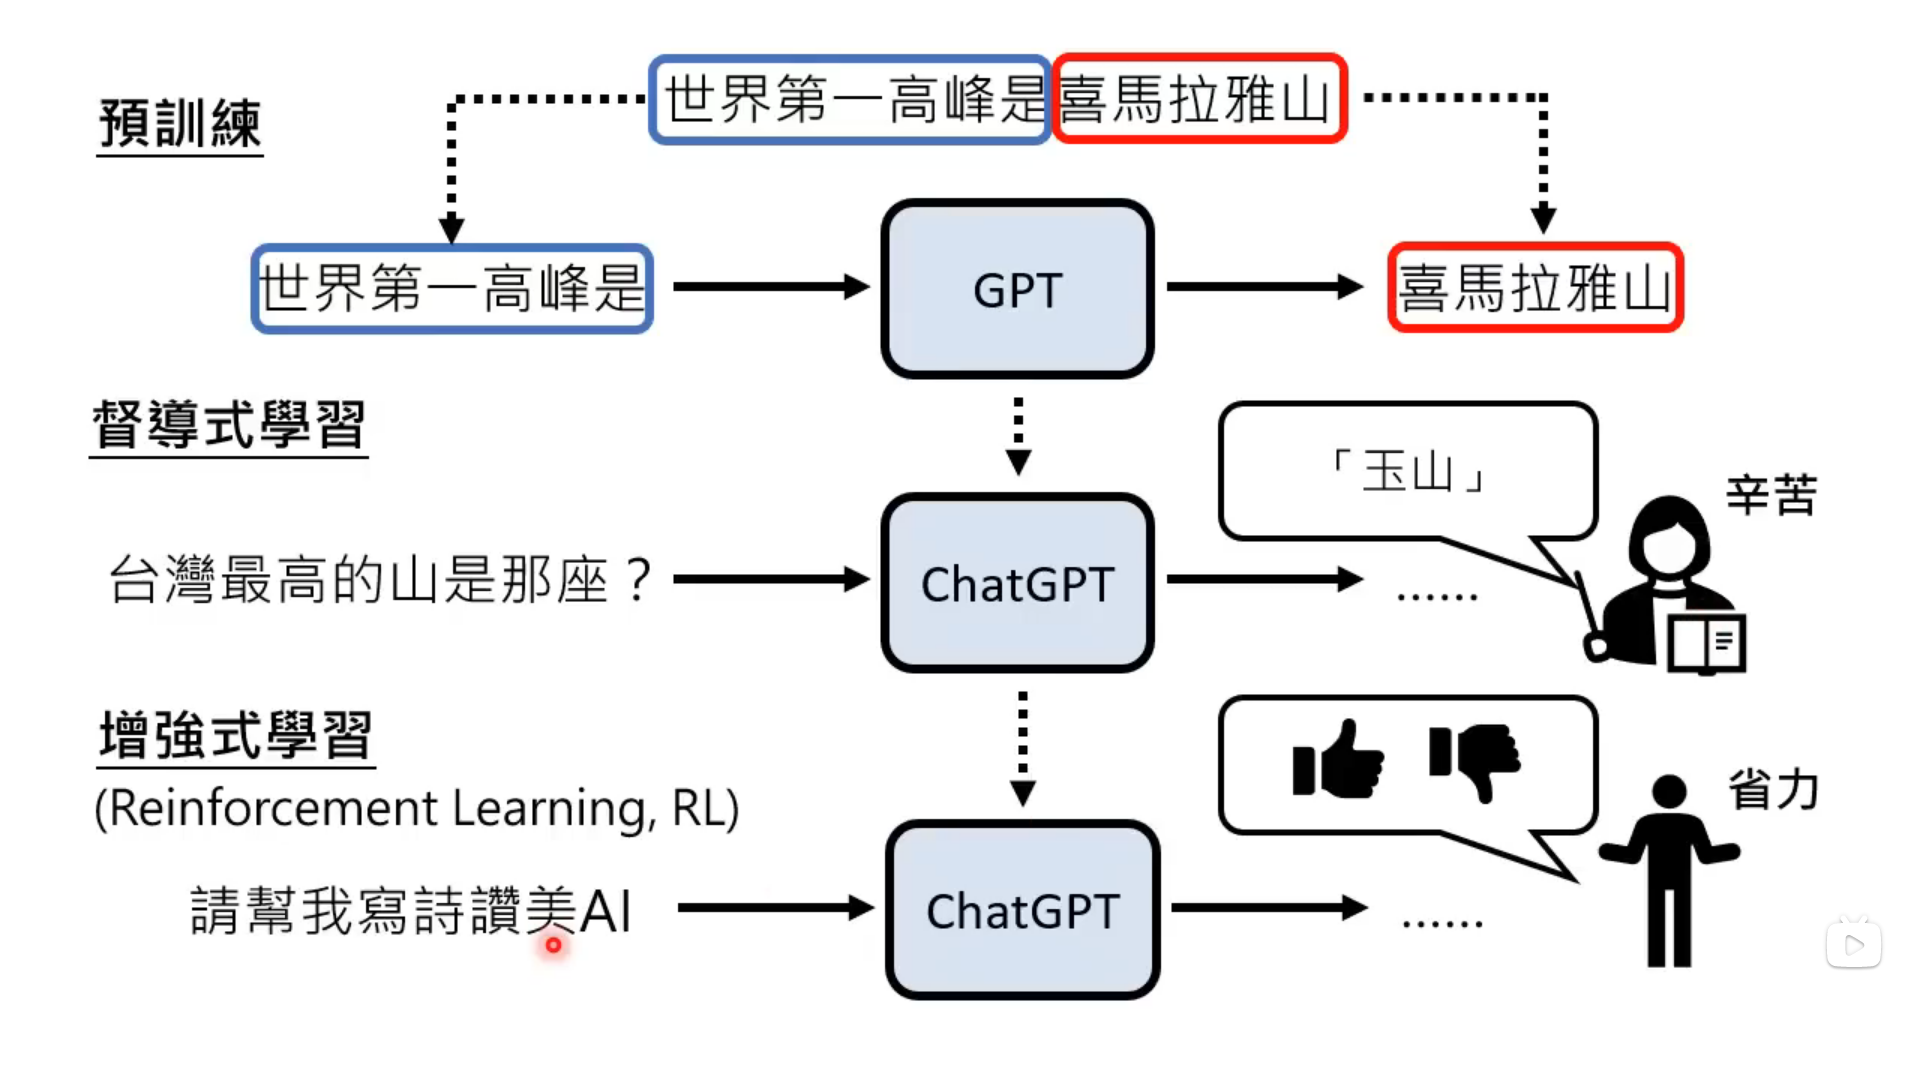 預訓練
世界第一高峰是喜馬拉雅山
世界第一高峰是
GPT
喜馬拉雅山
督導式學習
「玉山」
辛苦
台灣最高的山是那座？
ChatGPT
......
增強式學習
(Reinforcement Learning, RL)
省力
請幫我寫詩讚美AI
ChatGPT
......